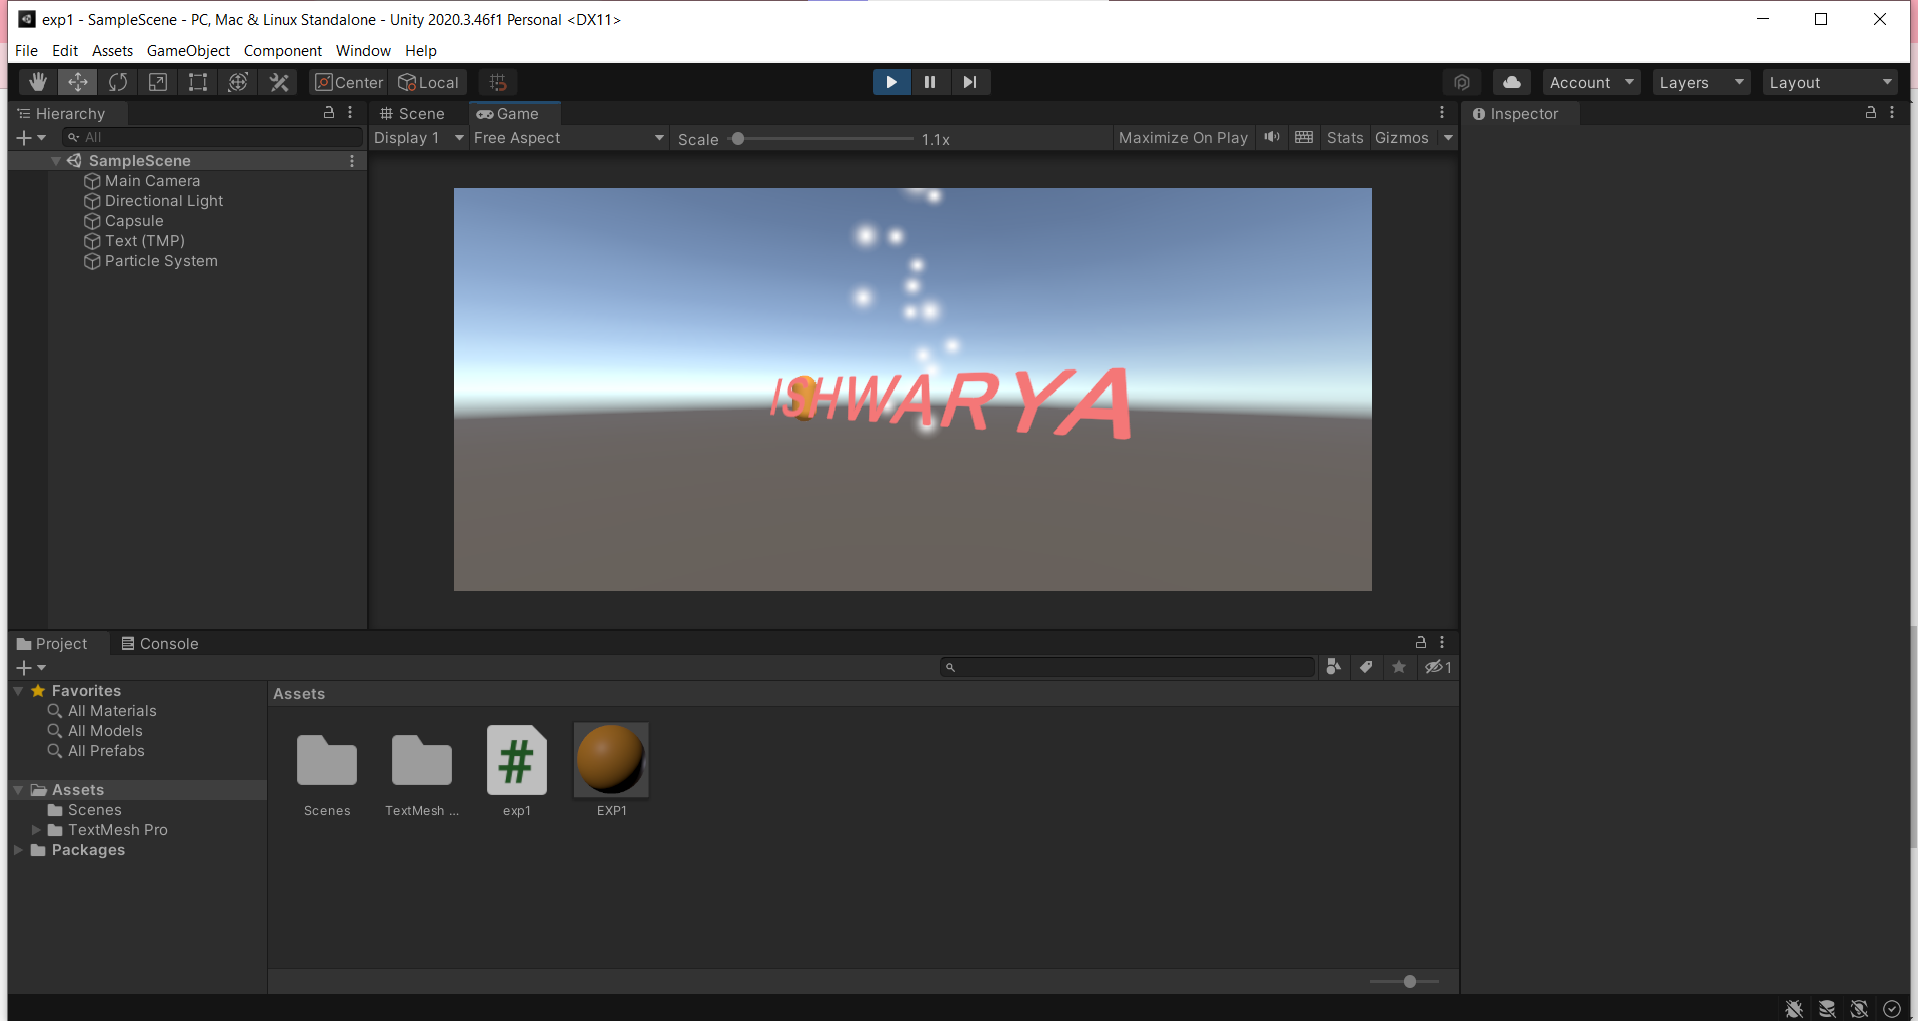 exp1 - SampleScene - PC, Mac & Linux Standalone - Unity 2020.3.46f1 Personal <DX11>
File Edit Assets GameObject Component Window Help
Center Local Account Layers Layout
Hierarchy Scene Game Inspector
All Display 1 Free Aspect Scale 1.1x Maximize On Play Stats Gizmos
SampleScene
Main Camera
Directional Light
Capsule
Text (TMP)
Particle System
ISHWARYA
Project Console
1
Favorites Assets
All Materials
All Models
All Prefabs
Assets
Scenes
TextMesh Pro
Packages
Scenes TextMesh ... exp1 EXP1